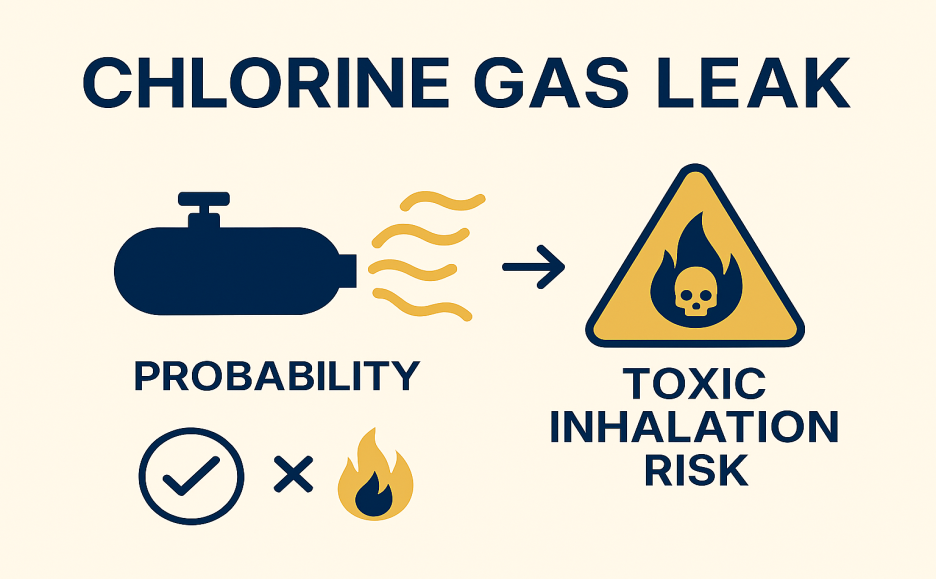 CHLORINE GAS LEAK
PROBABILITY
TOXIC
INHALATION
RISK